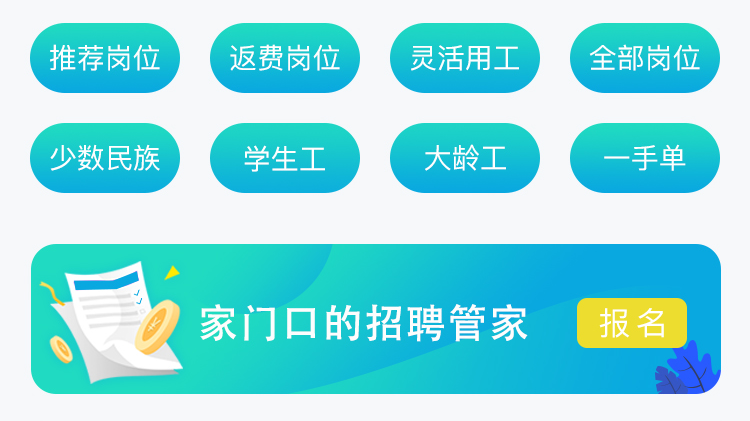 推荐岗位 返费岗位 灵活用工 全部岗位
少数民族 学生工 大龄工 一手单
家门口的招聘管家 报名